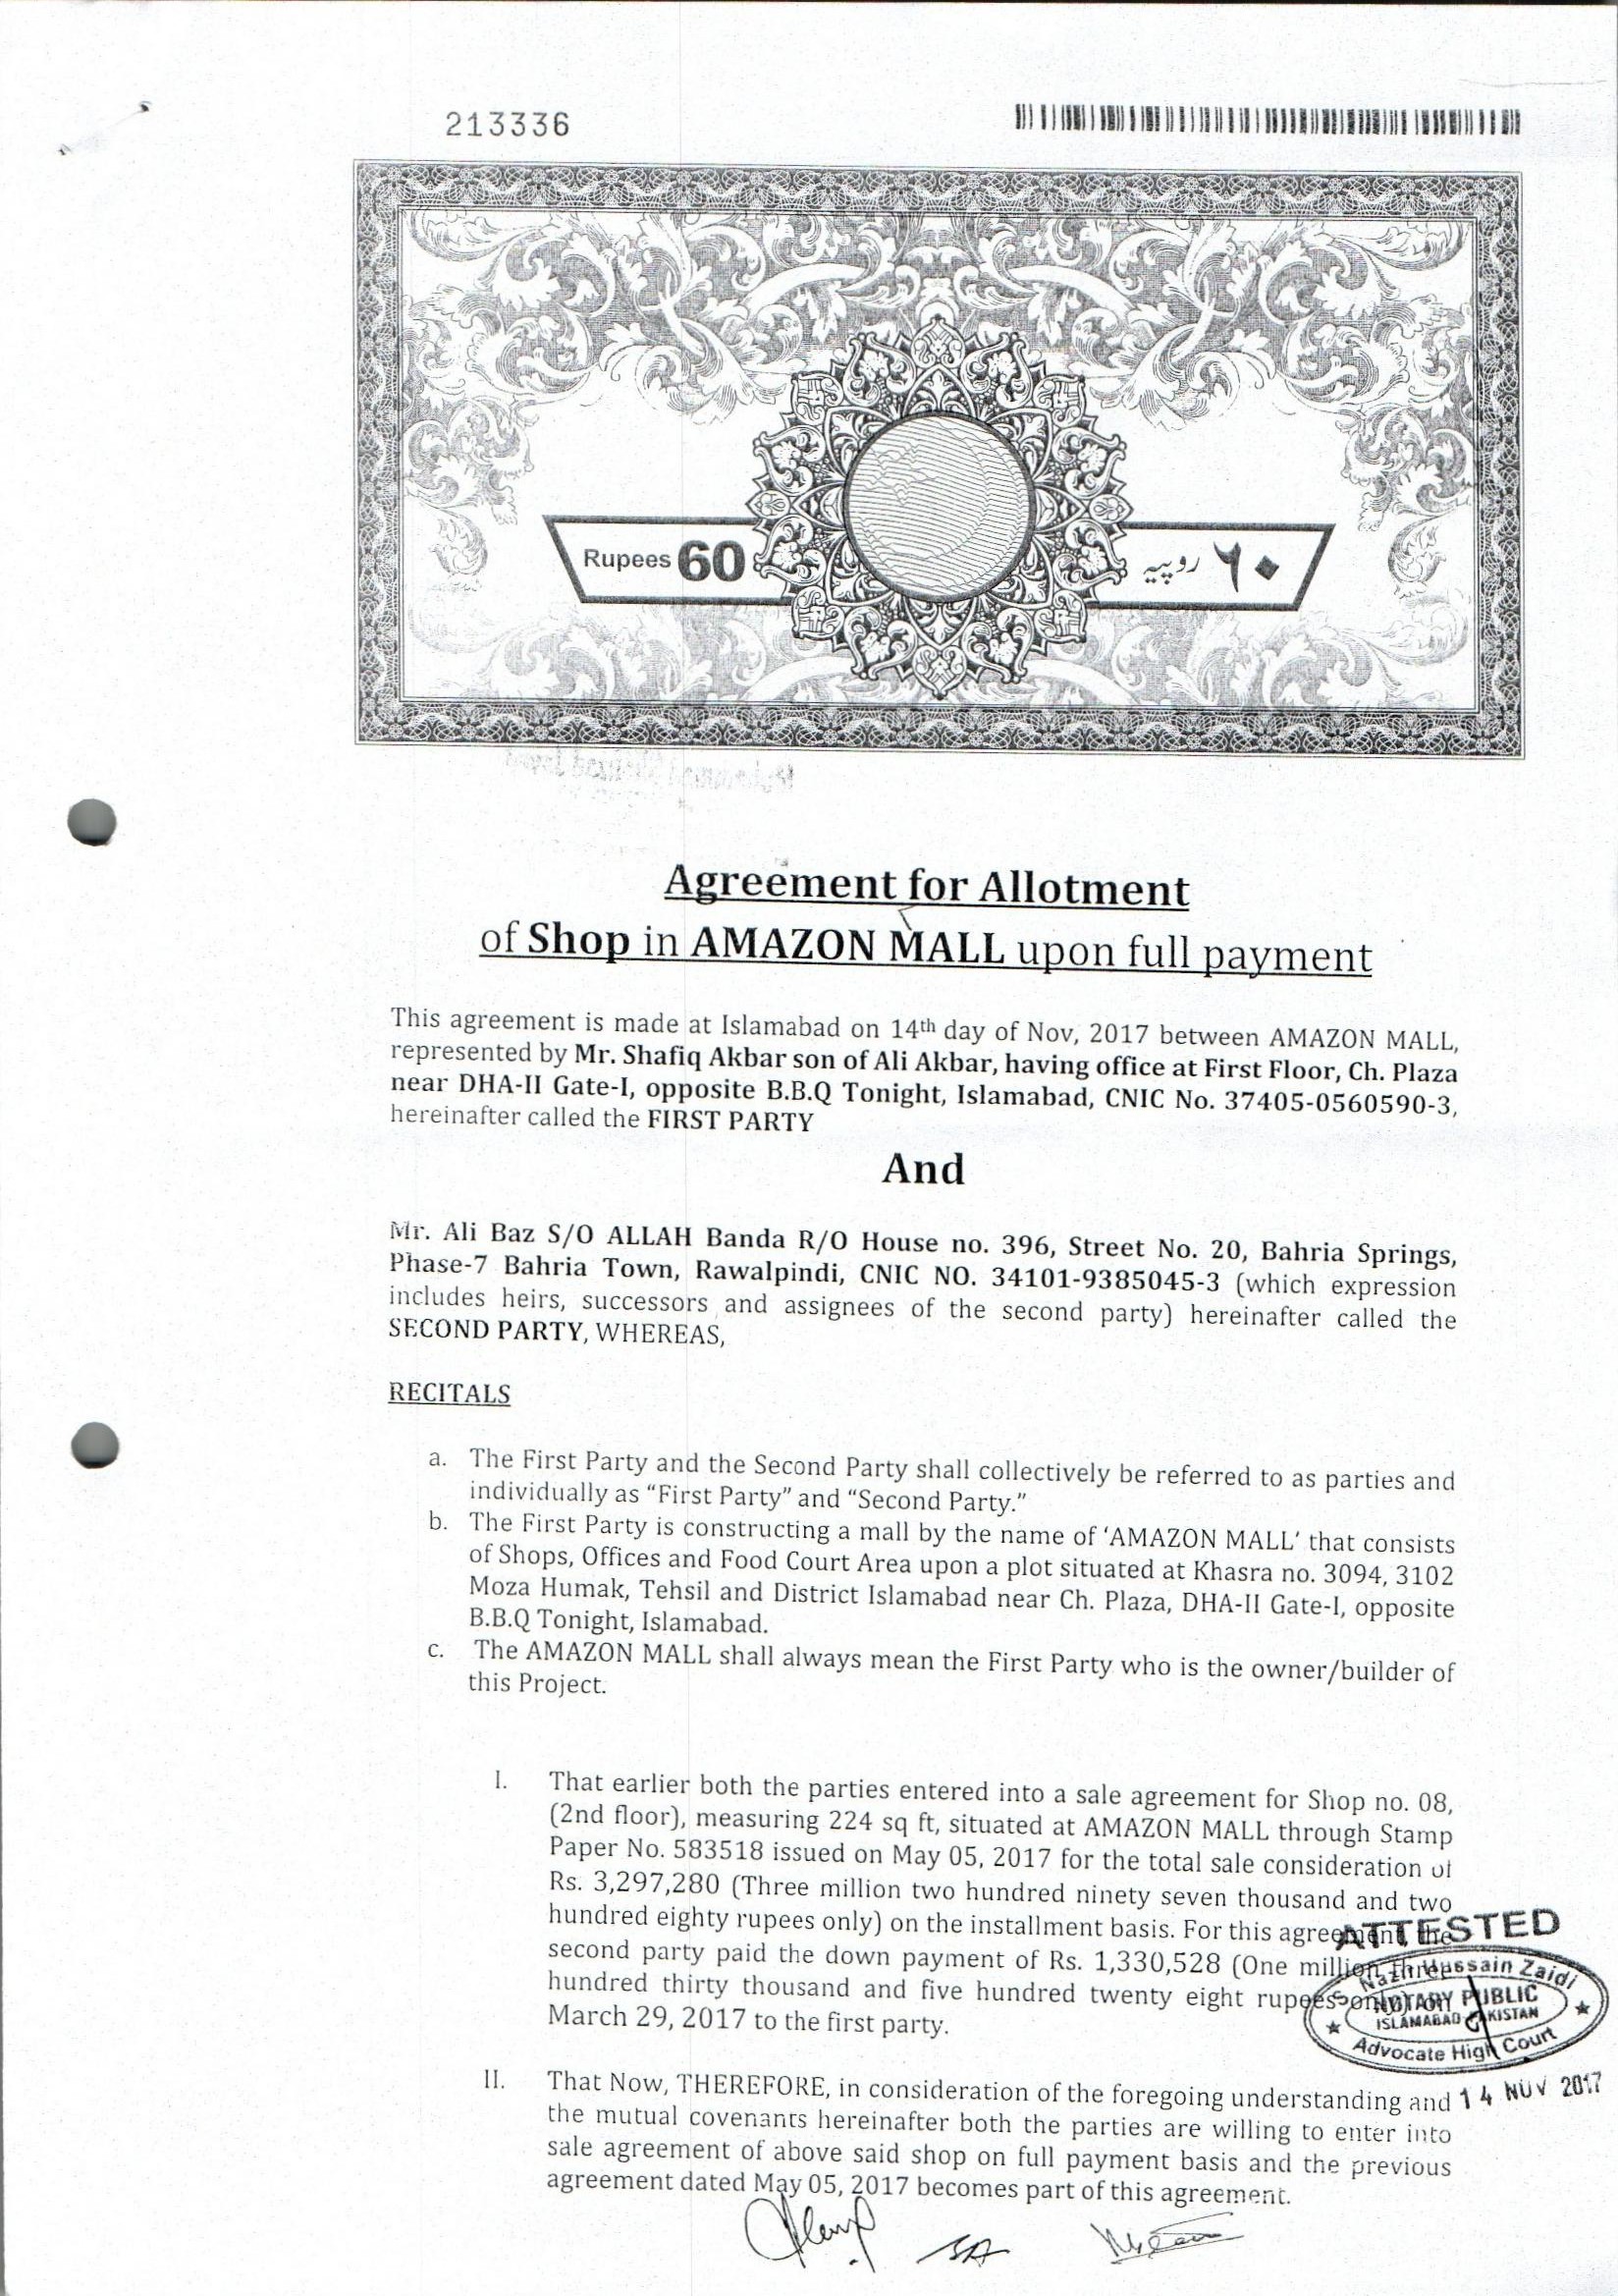 213336
Rupees 60
۶۰ روپیہ
Agreement for Allotment
of Shop in AMAZON MALL upon full payment
This agreement is made at Islamabad on 14th day of Nov, 2017 between AMAZON MALL,
represented by Mr. Shafiq Akbar son of Ali Akbar, having office at First Floor, Ch. Plaza
near DHA-II Gate-I, opposite B.B.Q Tonight, Islamabad, CNIC No. 37405-0560590-3,
hereinafter called the FIRST PARTY
And
Mr. Ali Baz S/O ALLAH Banda R/O House no. 396, Street No. 20, Bahria Springs,
Phase-7 Bahria Town, Rawalpindi, CNIC NO. 34101-9385045-3 (which expression
includes heirs, successors and assignees of the second party) hereinafter called the
SECOND PARTY, WHEREAS,
RECITALS
a. The First Party and the Second Party shall collectively be referred to as parties and
individually as “First Party” and “Second Party.”
b. The First Party is constructing a mall by the name of ‘AMAZON MALL’ that consists
of Shops, Offices and Food Court Area upon a plot situated at Khasra no. 3094, 3102
Moza Humak, Tehsil and District Islamabad near Ch. Plaza, DHA-II Gate-I, opposite
B.B.Q Tonight, Islamabad.
c. The AMAZON MALL shall always mean the First Party who is the owner/builder of
this Project.
I. That earlier both the parties entered into a sale agreement for Shop no. 08,
(2nd floor), measuring 224 sq ft, situated at AMAZON MALL through Stamp
Paper No. 583518 issued on May 05, 2017 for the total sale consideration of
Rs. 3,297,280 (Three million two hundred ninety seven thousand and two
hundred eighty rupees only) on the installment basis. For this agreement, the
second party paid the down payment of Rs. 1,330,528 (One million three
hundred thirty thousand and five hundred twenty eight rupees only) on
March 29, 2017 to the first party.
ATTESTED
S. Nazir Hussain Zaidi
NOTARY PUBLIC
ISLAMABAD PAKISTAN
Advocate High Court
14 NOV 2017
II. That Now, THEREFORE, in consideration of the foregoing understanding and
the mutual covenants hereinafter both the parties are willing to enter into
sale agreement of above said shop on full payment basis and the previous
agreement dated May 05, 2017 becomes part of this agreement.